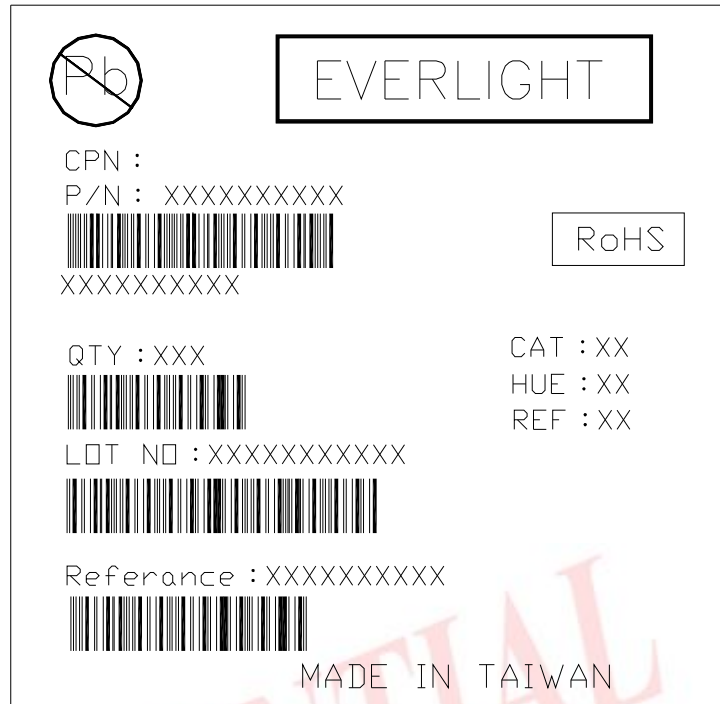 Pb
EVERLIGHT
CPN :
P/N : XXXXXXXXXX
RoHS
XXXXXXXXXX
QTY : XXX
CAT : XX
HUE : XX
REF : XX
LOT NO : XXXXXXXXXXX
Referance : XXXXXXXXXX
MADE IN TAIWAN